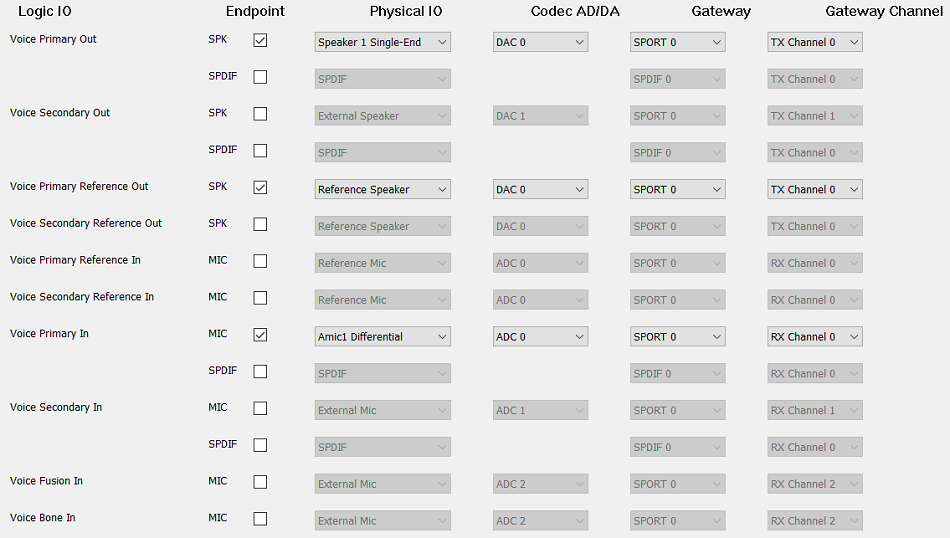 Logic IO Endpoint Physical IO Codec AD/DA Gateway Gateway Channel
Voice Primary Out SPK Speaker 1 Single-End DAC 0 SPORT 0 TX Channel 0
SPDIF SPDIF SPDIF 0 TX Channel 0
Voice Secondary Out SPK External Speaker DAC 1 SPORT 0 TX Channel 1
SPDIF SPDIF SPDIF 0 TX Channel 0
Voice Primary Reference Out SPK Reference Speaker DAC 0 SPORT 0 TX Channel 0
Voice Secondary Reference Out SPK Reference Speaker DAC 0 SPORT 0 TX Channel 0
Voice Primary Reference In MIC Reference Mic ADC 0 SPORT 0 RX Channel 0
Voice Secondary Reference In MIC Reference Mic ADC 0 SPORT 0 RX Channel 0
Voice Primary In MIC Amic1 Differential ADC 0 SPORT 0 RX Channel 0
SPDIF SPDIF SPDIF 0 RX Channel 0
Voice Secondary In MIC External Mic ADC 1 SPORT 0 RX Channel 1
SPDIF SPDIF SPDIF 0 RX Channel 0
Voice Fusion In MIC External Mic ADC 2 SPORT 0 RX Channel 2
Voice Bone In MIC External Mic ADC 2 SPORT 0 RX Channel 2